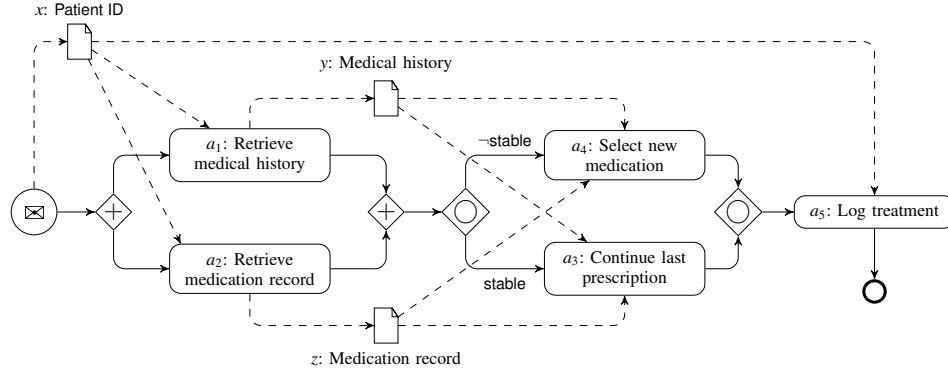 x: Patient ID
y: Medical history
a1: Retrieve
medical history
¬stable
a4: Select new
medication
a5: Log treatment
a2: Retrieve
medication record
a3: Continue last
prescription
stable
z: Medication record